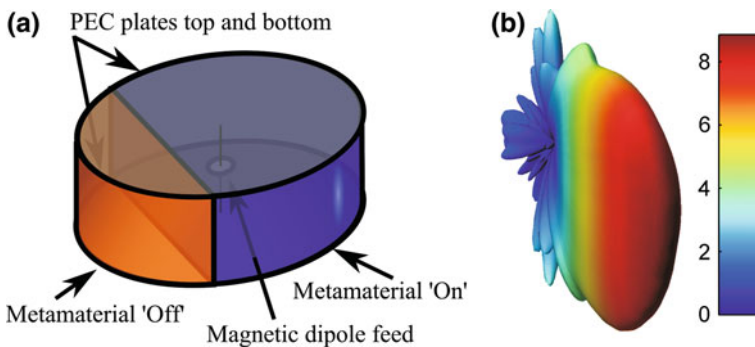 (a)
PEC plates top and bottom
Metamaterial 'Off'
Metamaterial 'On'
Magnetic dipole feed
(b)
8
6
4
2
0